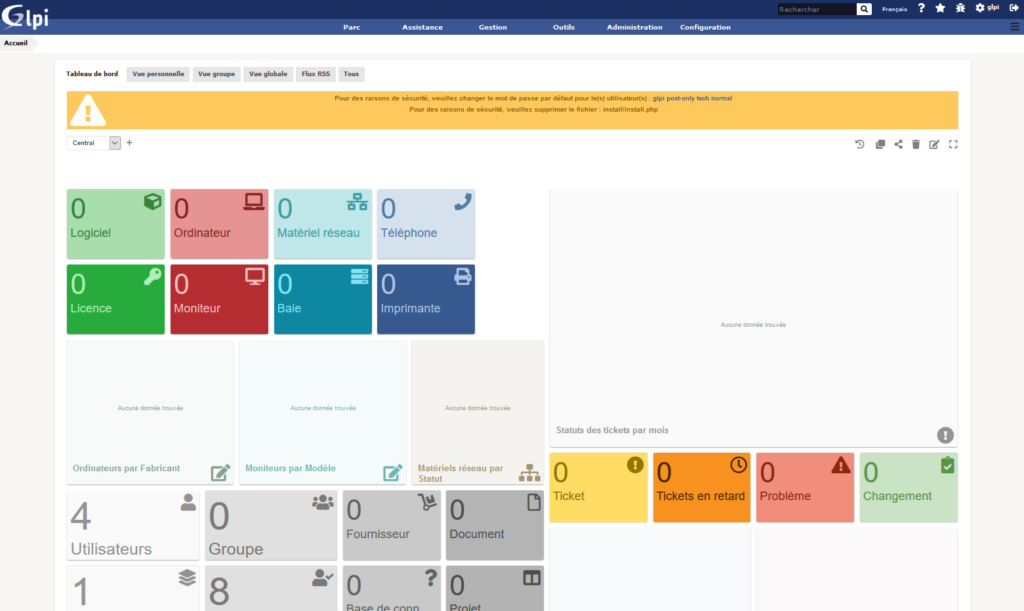 Glpi
Rechercher
Français
?
glpi
Parc
Assistance
Gestion
Outils
Administration
Configuration
Accueil
Tableau de bord
Vue personnelle
Vue groupe
Vue globale
Flux RSS
Tous
Pour des raisons de sécurité, veuillez changer le mot de passe par défaut pour le(s) utilisateur(s) : glpi post-only tech normal
Pour des raisons de sécurité, veuillez supprimer le fichier : install/install.php
Central
+
0
Logiciel
0
Ordinateur
0
Matériel réseau
0
Téléphone
0
Licence
0
Moniteur
0
Baie
0
Imprimante
Aucune donnée trouvée
Statuts des tickets par mois
Aucune donnée trouvée
Ordinateurs par Fabricant
Aucune donnée trouvée
Moniteurs par Modèle
Aucune donnée trouvée
Matériels réseau par
Statut
0
Ticket
0
Tickets en retard
0
Problème
0
Changement
4
Utilisateurs
0
Groupe
0
Fournisseur
0
Document
1
8
0
?
Base de conn
0
Projet